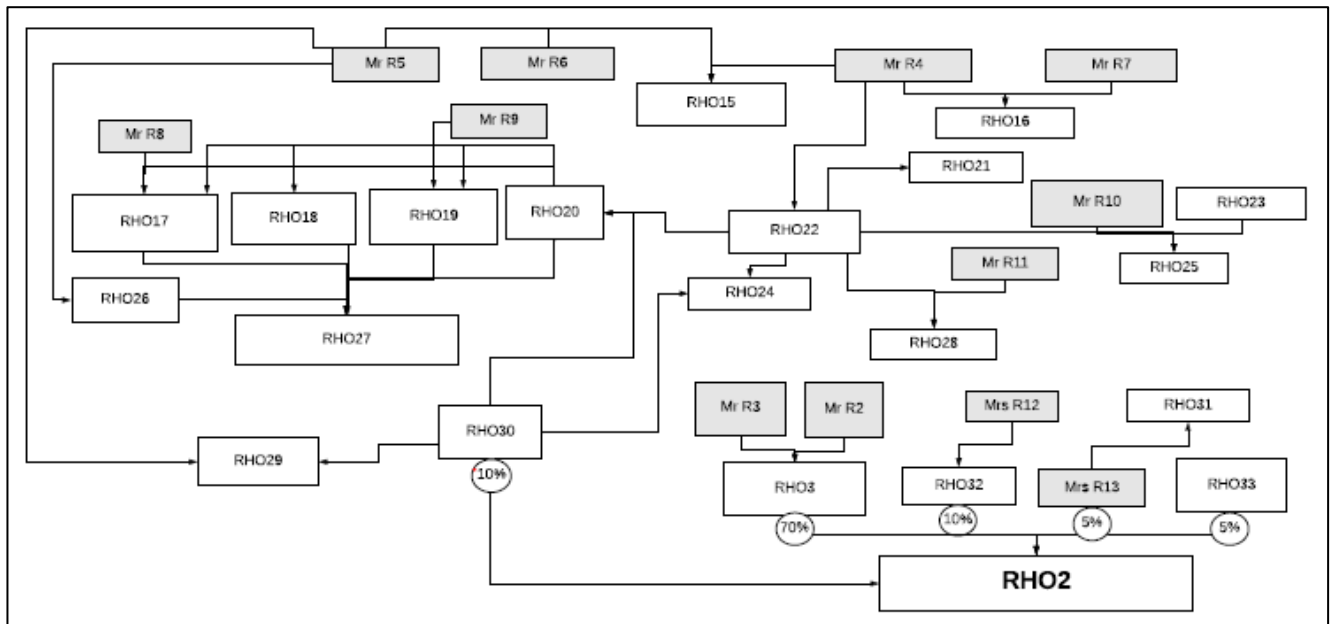 Mr R5
Mr R6
Mr R4
Mr R7
RHO15
RHO16
Mr R8
Mr R9
RHO21
RHO17
RHO18
RHO19
RHO20
Mr R10
RHO23
RHO22
Mr R11
RHO25
RHO26
RHO24
RHO27
RHO28
Mr R3
Mr R2
Mrs R12
RHO31
RHO30
RHO29
10%
RHO3
RHO32
Mrs R13
RHO33
70%
10%
5%
5%
RHO2